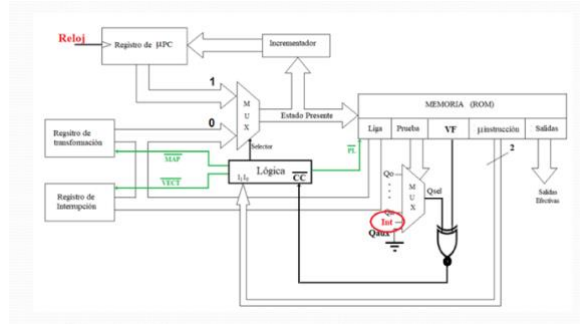 Reloj
Registro de µPC
Incrementador
1
M
U
X
MEMORIA (ROM)
0
Estado Presente
Liga
Prueba
VF
µinstrucción
Salidas
Registro de
transformación
Selector
MAP
PL
2
Lógica
CC
VECT
I₁I₀
Qo
M
U
X
Qsel
Registro de
Interrupción
Int
Qaux
Salidas
Efectivas